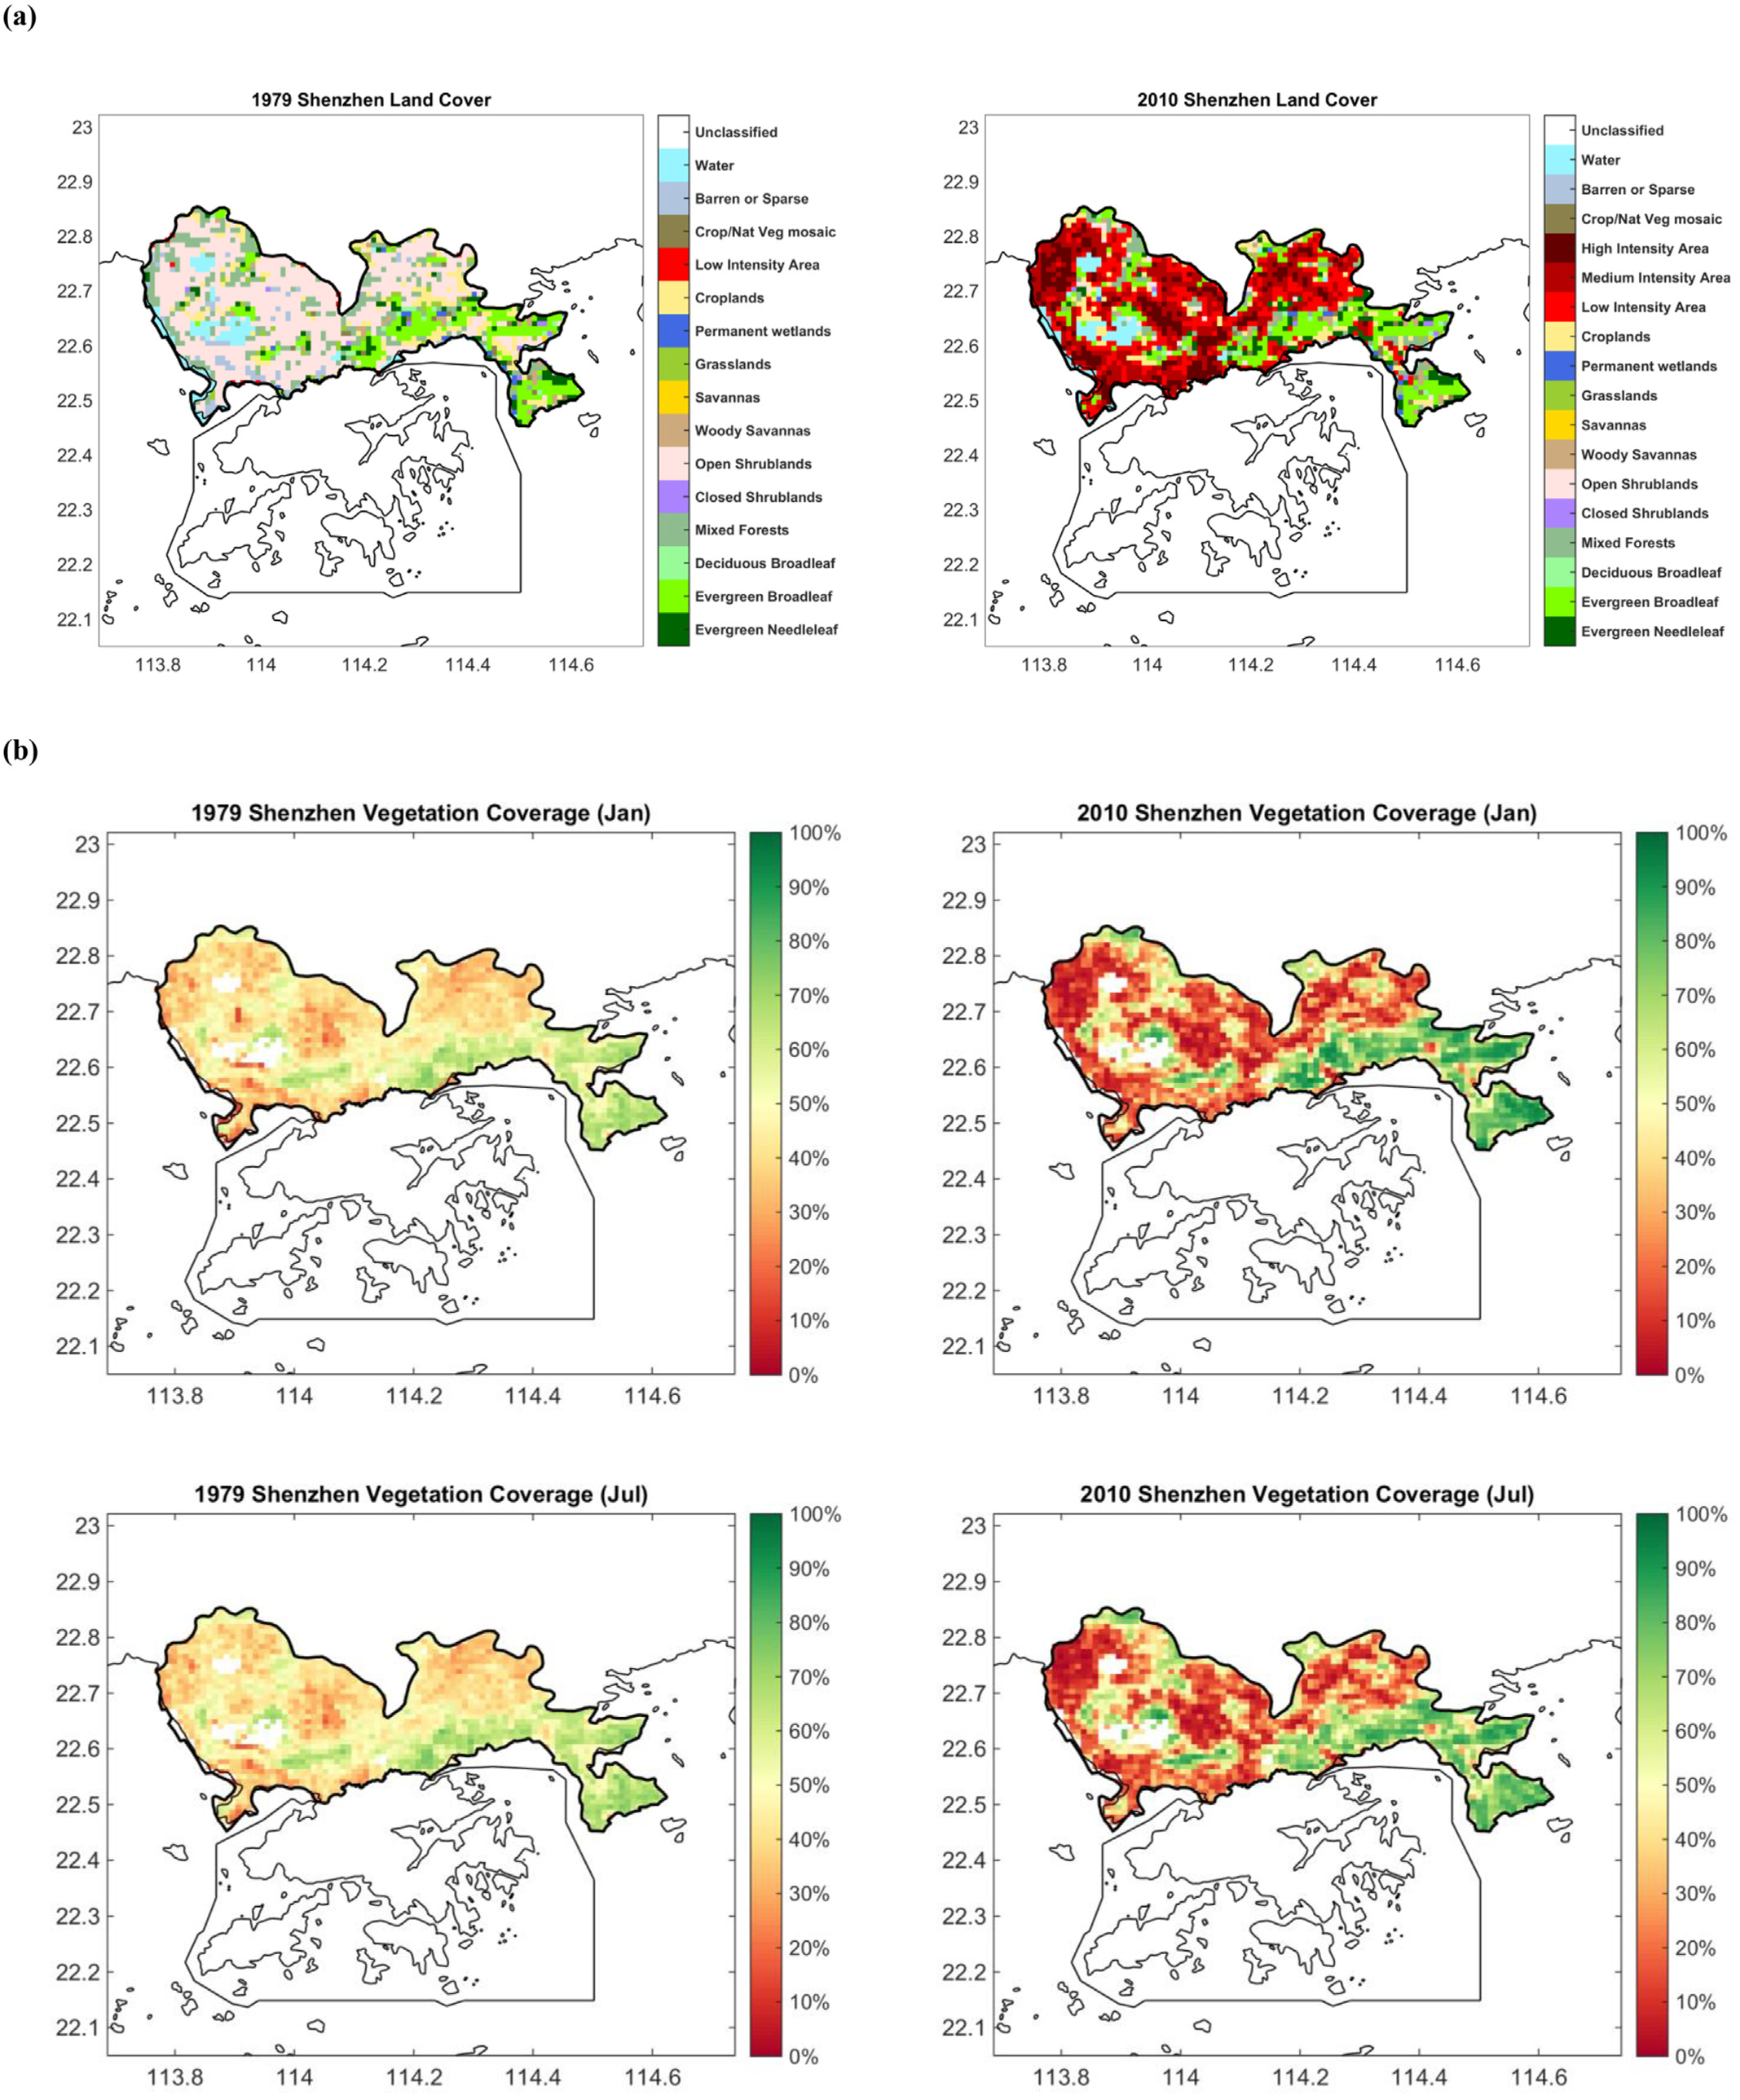 (a)
1979 Shenzhen Land Cover
23
22.9
22.8
22.7
22.6
22.5
22.4
22.3
22.2
22.1
113.8 114 114.2 114.4 114.6
Unclassified
Water
Barren or Sparse
Crop/Nat Veg mosaic
Low Intensity Area
Croplands
Permanent wetlands
Grasslands
Savannas
Woody Savannas
Open Shrublands
Closed Shrublands
Mixed Forests
Deciduous Broadleaf
Evergreen Broadleaf
Evergreen Needleleaf
2010 Shenzhen Land Cover
23
22.9
22.8
22.7
22.6
22.5
22.4
22.3
22.2
22.1
113.8 114 114.2 114.4 114.6
Unclassified
Water
Barren or Sparse
Crop/Nat Veg mosaic
High Intensity Area
Medium Intensity Area
Low Intensity Area
Croplands
Permanent wetlands
Grasslands
Savannas
Woody Savannas
Open Shrublands
Closed Shrublands
Mixed Forests
Deciduous Broadleaf
Evergreen Broadleaf
Evergreen Needleleaf
(b)
1979 Shenzhen Vegetation Coverage (Jan)
23
22.9
22.8
22.7
22.6
22.5
22.4
22.3
22.2
22.1
113.8 114 114.2 114.4 114.6
100%
90%
80%
70%
60%
50%
40%
30%
20%
10%
0%
2010 Shenzhen Vegetation Coverage (Jan)
23
22.9
22.8
22.7
22.6
22.5
22.4
22.3
22.2
22.1
113.8 114 114.2 114.4 114.6
100%
90%
80%
70%
60%
50%
40%
30%
20%
10%
0%
1979 Shenzhen Vegetation Coverage (Jul)
23
22.9
22.8
22.7
22.6
22.5
22.4
22.3
22.2
22.1
113.8 114 114.2 114.4 114.6
100%
90%
80%
70%
60%
50%
40%
30%
20%
10%
0%
2010 Shenzhen Vegetation Coverage (Jul)
23
22.9
22.8
22.7
22.6
22.5
22.4
22.3
22.2
22.1
113.8 114 114.2 114.4 114.6
100%
90%
80%
70%
60%
50%
40%
30%
20%
10%
0%